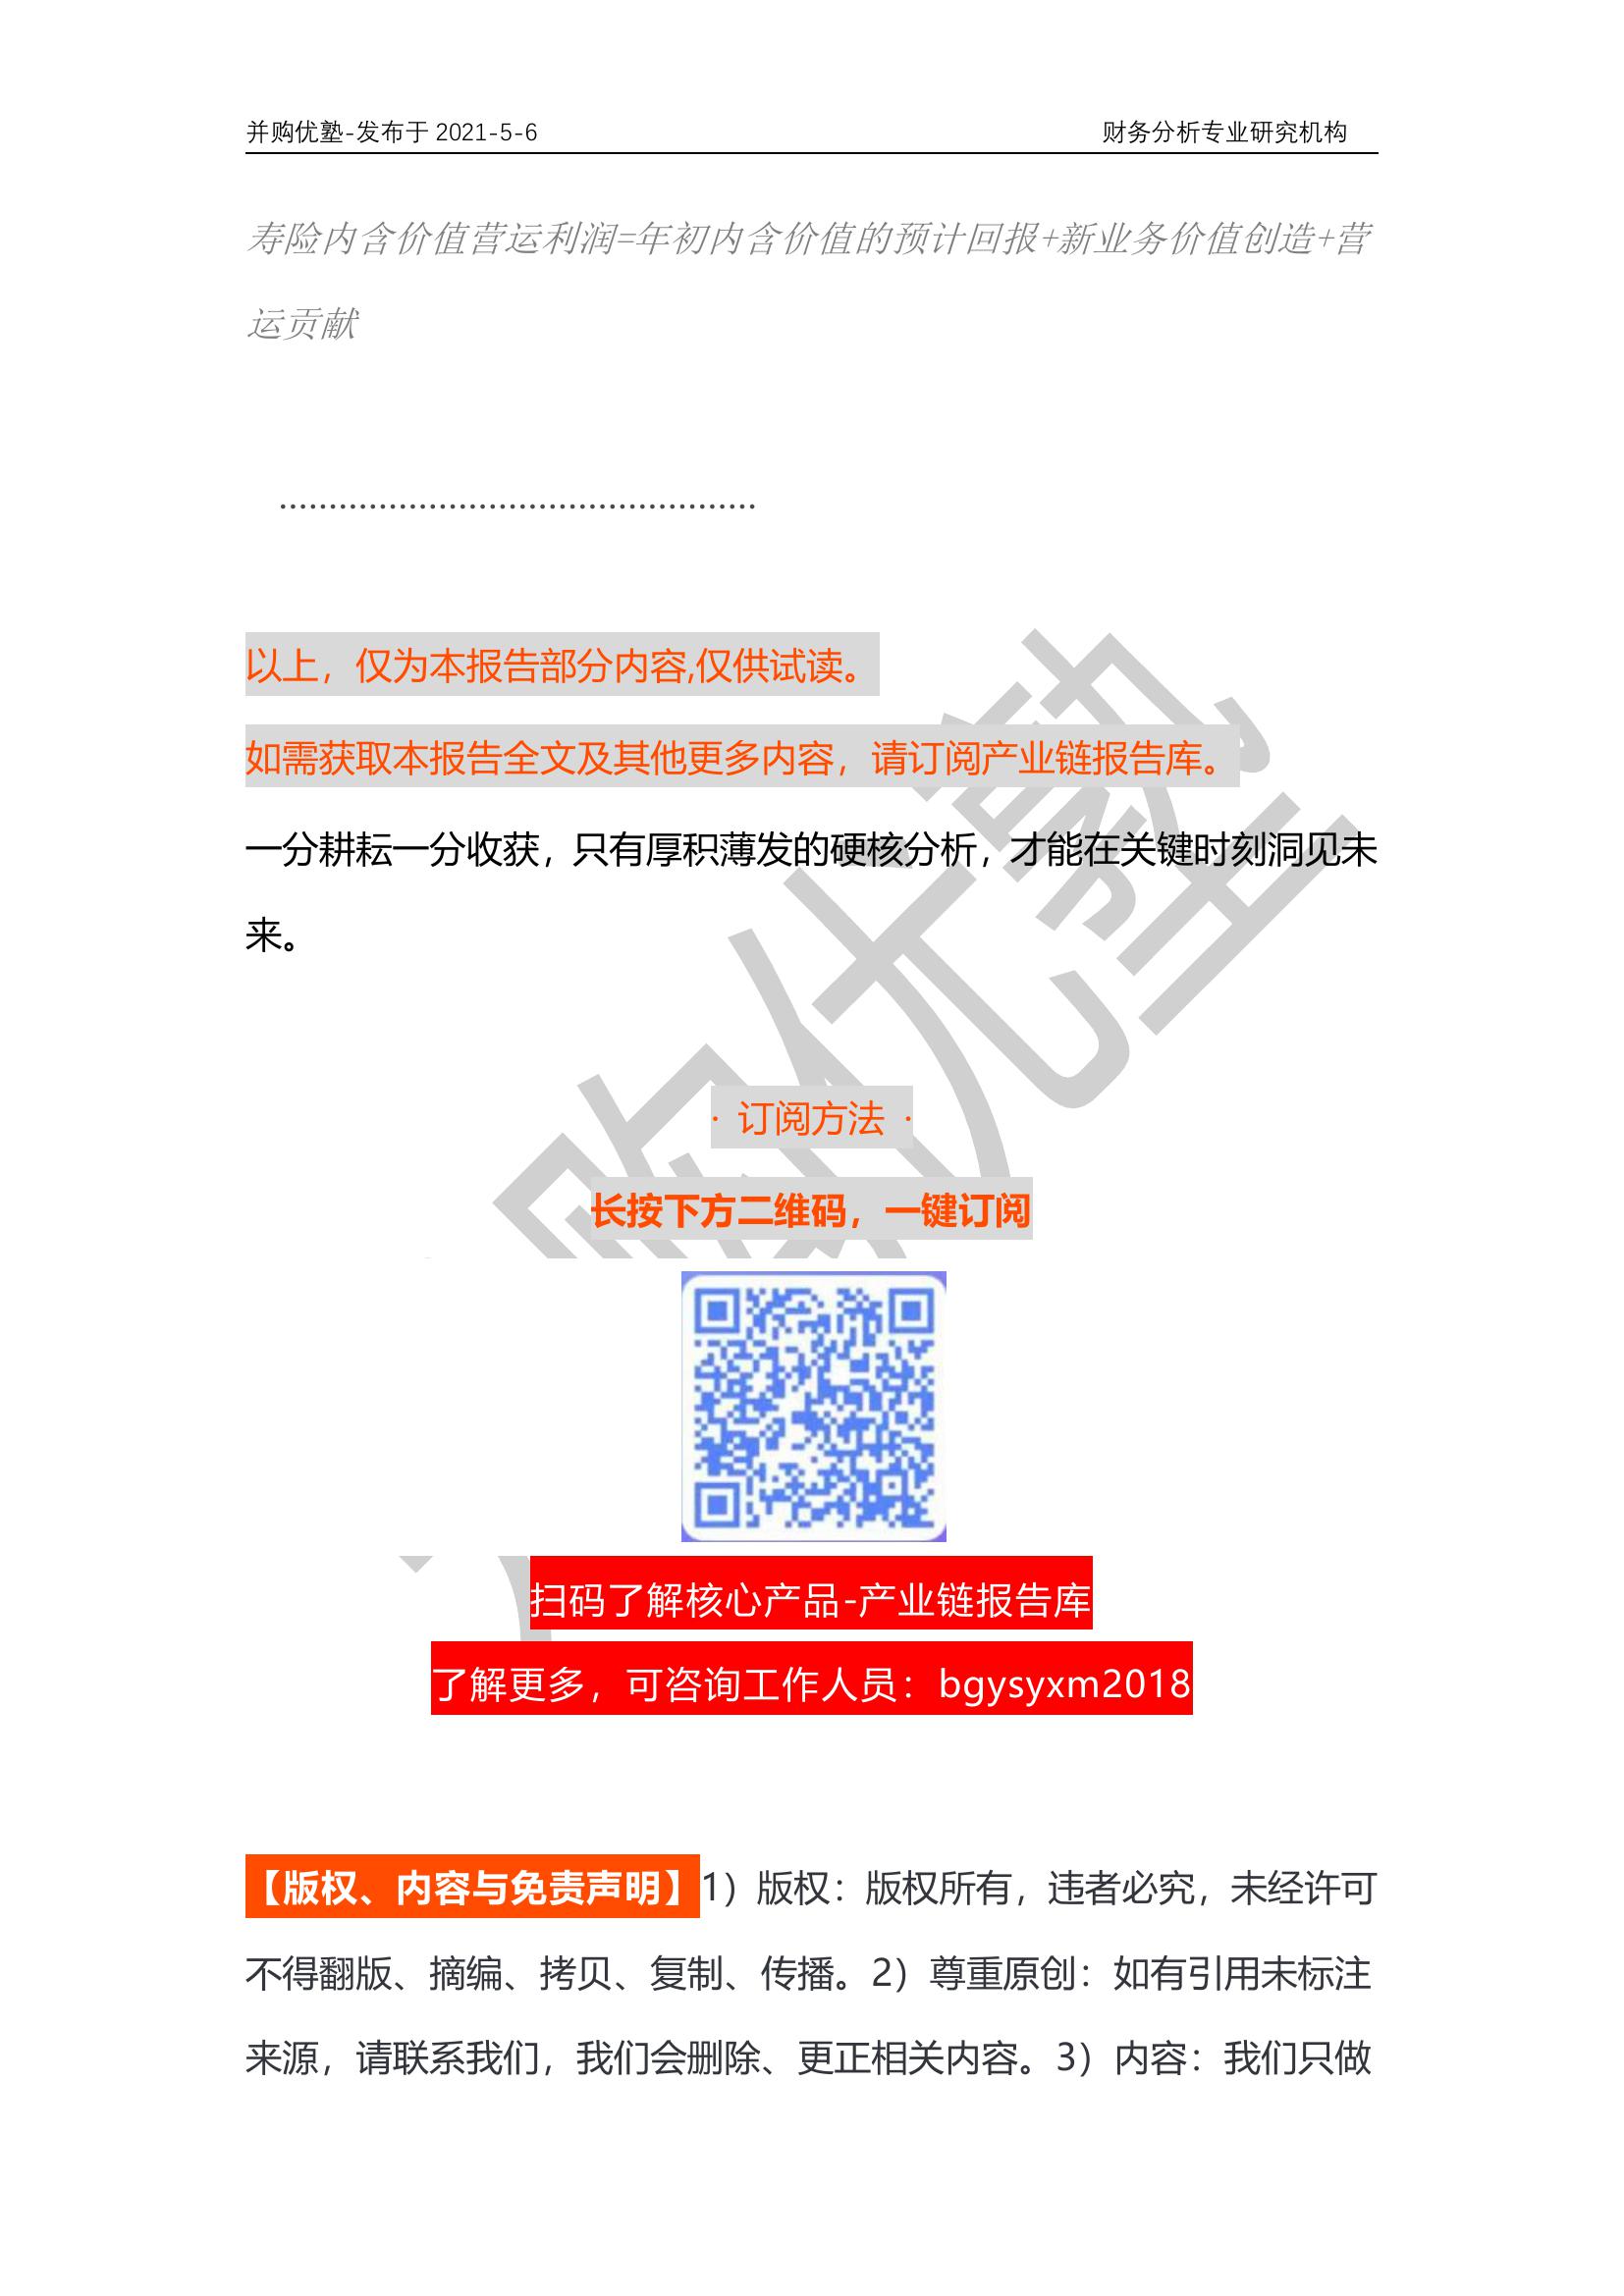 并购优塾-发布于 2021-5-6 财务分析专业研究机构
寿险内含价值营运利润=年初内含价值的预计回报+新业务价值创造+营
运贡献
................................................
以上，仅为本报告部分内容,仅供试读。
如需获取本报告全文及其他更多内容，请订阅产业链报告库。
一分耕耘一分收获，只有厚积薄发的硬核分析，才能在关键时刻洞见未
来。
· 订阅方法 ·
长按下方二维码，一键订阅
扫码了解核心产品-产业链报告库
了解更多，可咨询工作人员：bgysyxm2018
【版权、内容与免责声明】1）版权：版权所有，违者必究，未经许可
不得翻版、摘编、拷贝、复制、传播。2）尊重原创：如有引用未标注
来源，请联系我们，我们会删除、更正相关内容。3）内容：我们只做
购优塾